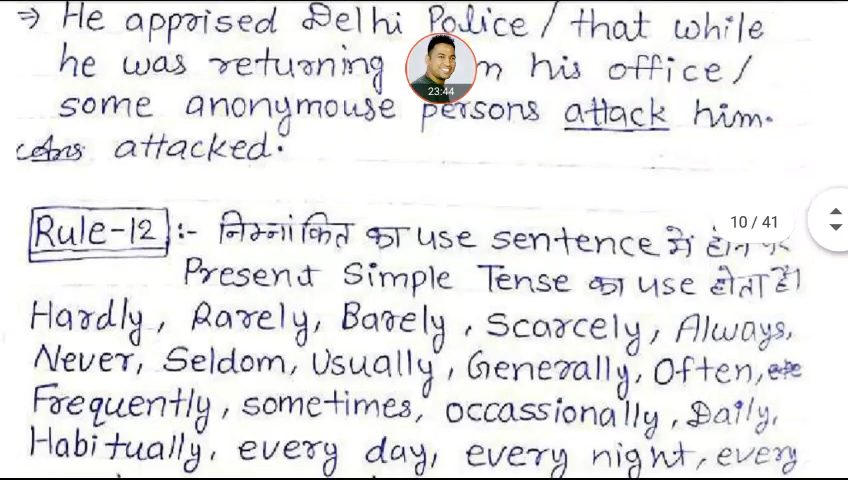 ⇒ He apprised Delhi Police / that while
he was returning m his office /
some anonymouse persons attack him.
Ans attacked.
23:44
10 / 41
Rule-12 :- निम्नांकित का use sentence में होने पर
Present Simple Tense का use होता है।
Hardly, Rarely, Barely, Scarcely, Always,
Never, Seldom, Usually, Generally, Often,
Frequently, sometimes, occassionally, Daily,
Habitually, every day, every night, every